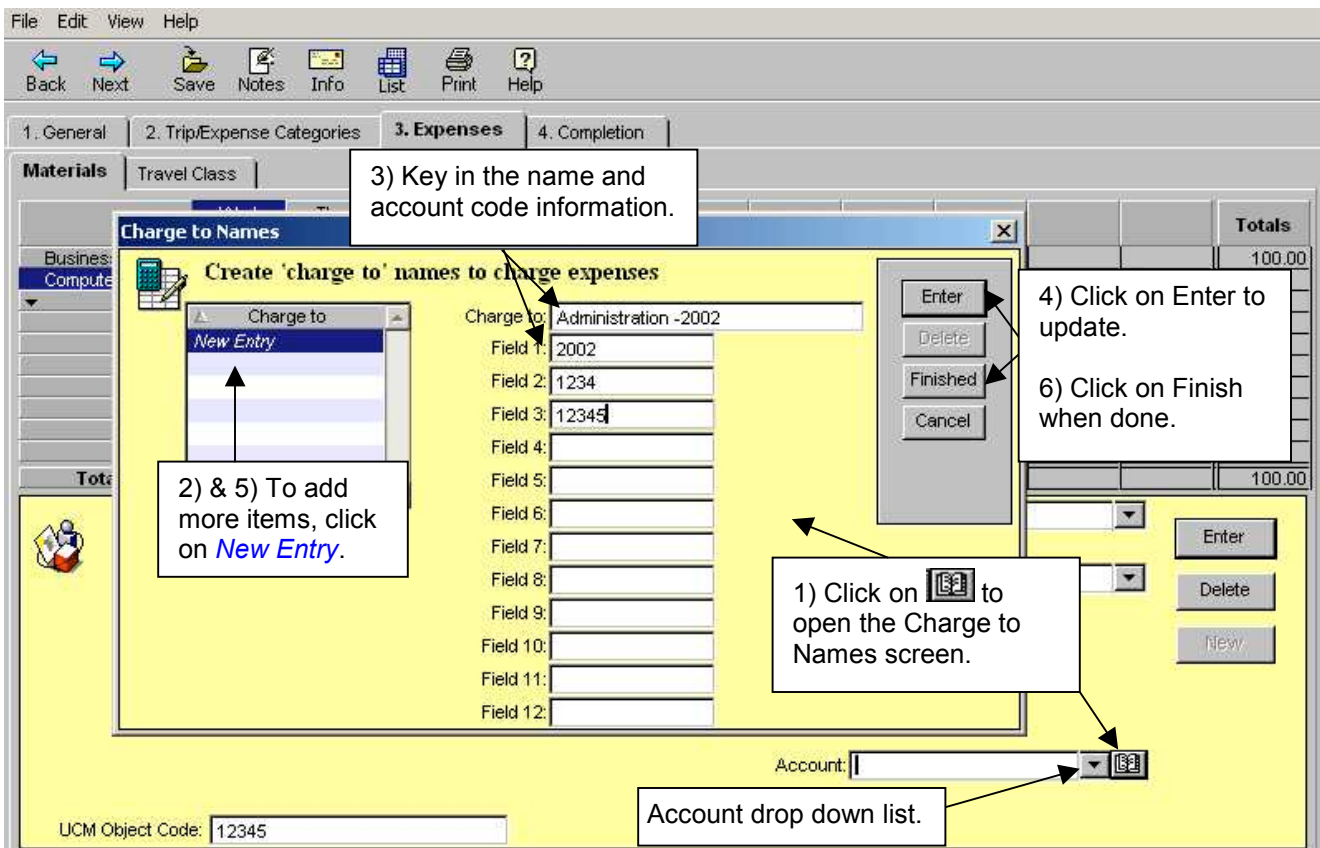 File Edit View Help
Back Next Save Notes Info List Print Help
1. General 2. Trip/Expense Categories 3. Expenses 4. Completion
Materials Travel Class
3) Key in the name and
account code information.
Totals
Charge to Names
Busines
100.00
Compute
Create 'charge to' names to charge expenses
Charge to
New Entry
Charge to: Administration -2002
Field 1: 2002
Field 2: 1234
Field 3: 12345
Field 4:
Field 5:
Field 6:
Field 7:
Field 8:
Field 9:
Field 10:
Field 11:
Field 12:
Enter
Delete
Finished
Cancel
4) Click on Enter to
update.
6) Click on Finish
when done.
2) & 5) To add
more items, click
on New Entry.
100.00
Enter
Delete
New
1) Click on to
open the Charge to
Names screen.
Account:
Account drop down list.
UCM Object Code: 12345